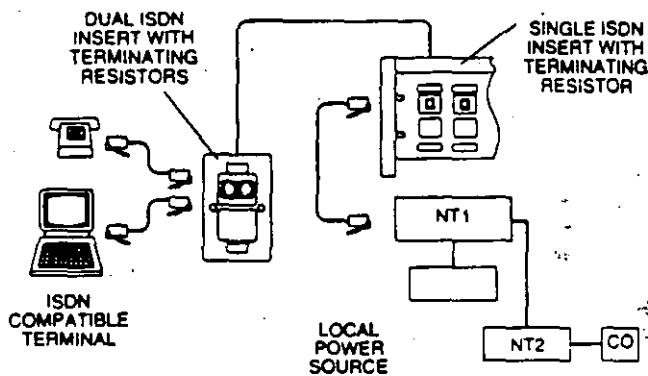 DUAL ISDN
INSERT WITH
TERMINATING
RESISTORS
SINGLE ISDN
INSERT WITH
TERMINATING
RESISTOR
NT1
ISDN
COMPATIBLE
TERMINAL
LOCAL
POWER
SOURCE
NT2
CO